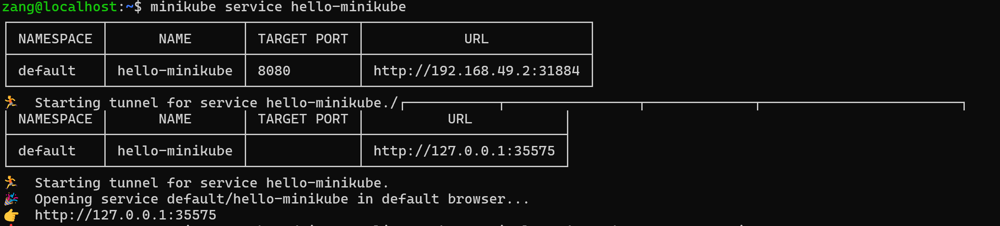 zang@localhost:~$ minikube service hello-minikube
NAMESPACE NAME TARGET PORT URL
default hello-minikube 8080 http://192.168.49.2:31884
🏃 Starting tunnel for service hello-minikube./
NAMESPACE NAME TARGET PORT URL
default hello-minikube http://127.0.0.1:35575
🏃 Starting tunnel for service hello-minikube.
🎉 Opening service default/hello-minikube in default browser...
👉 http://127.0.0.1:35575